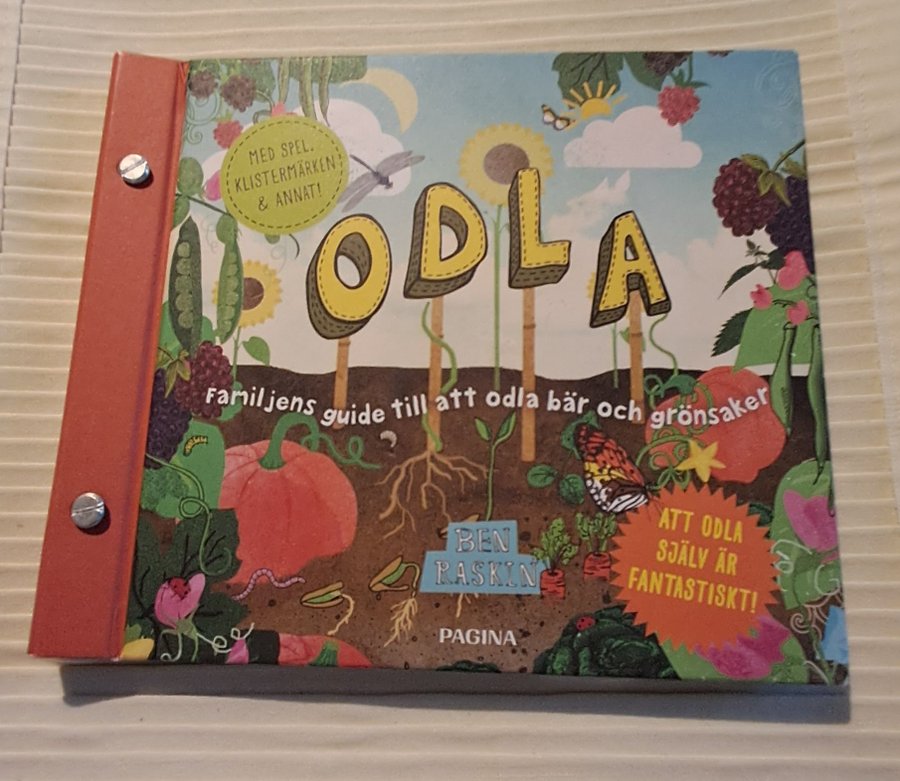 MED SPEL,
KLISTERMÄRKEN
& ANNAT!
ODLA
Familjens guide till att odla bär och grönsaker
ATT ODLA
SJÄLV ÄR
FANTASTISKT!
BEN
RASKIN
PAGINA